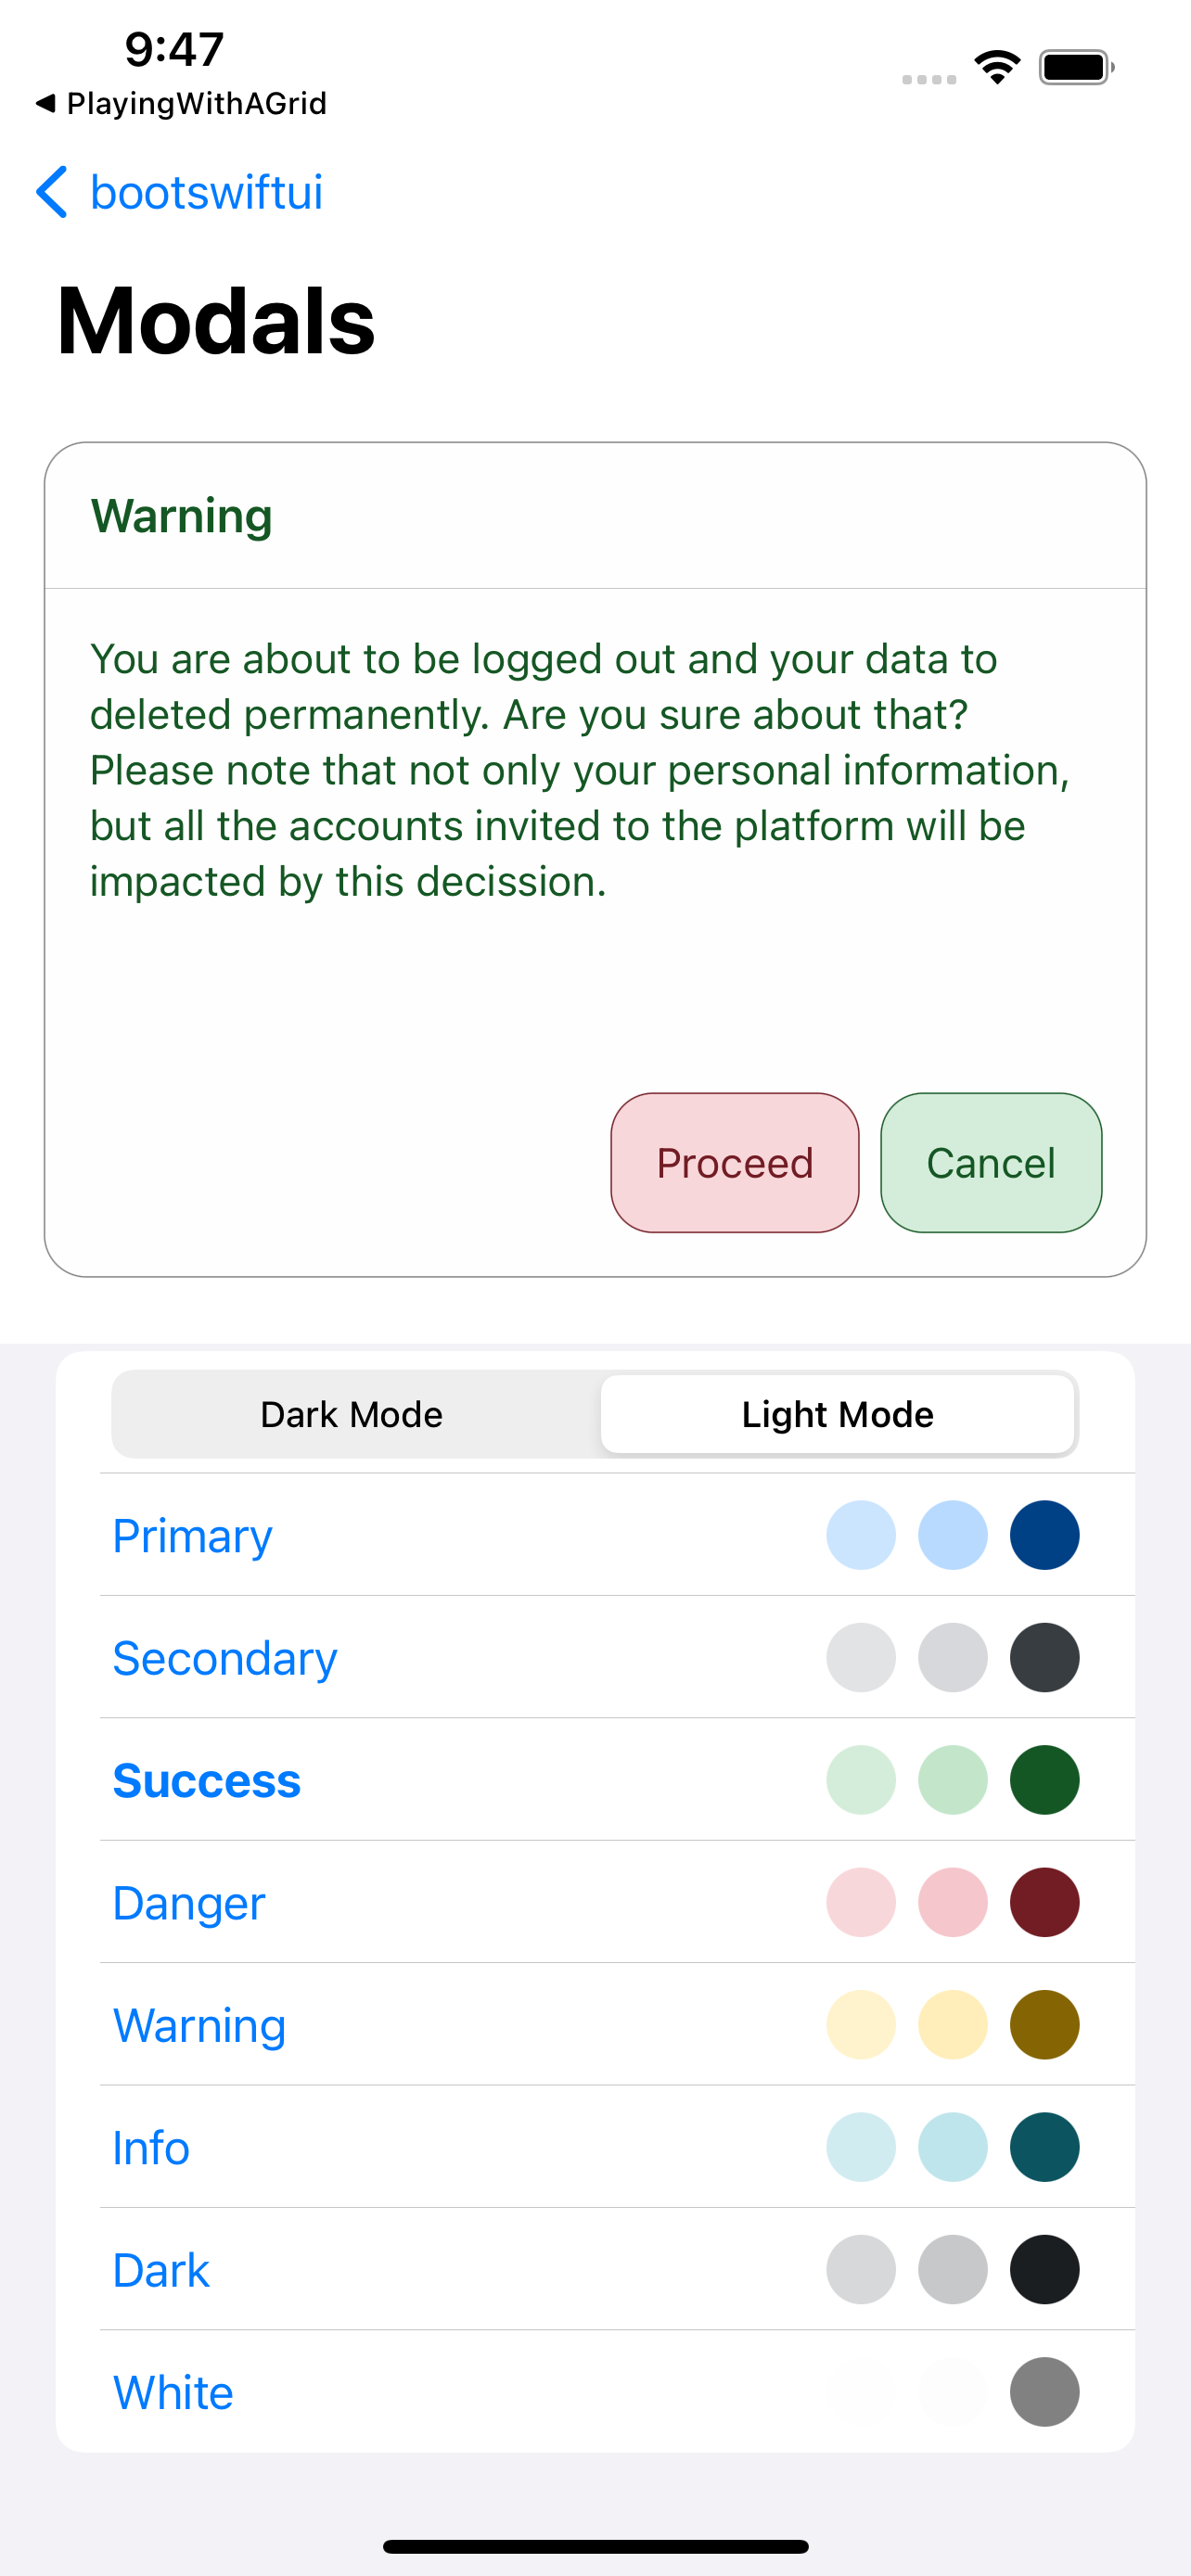 9:47
PlayingWithAGrid
bootswiftui
Modals
Warning
You are about to be logged out and your data to
deleted permanently. Are you sure about that?
Please note that not only your personal information,
but all the accounts invited to the platform will be
impacted by this decission.
Proceed Cancel
Dark Mode Light Mode
Primary
Secondary
Success
Danger
Warning
Info
Dark
White